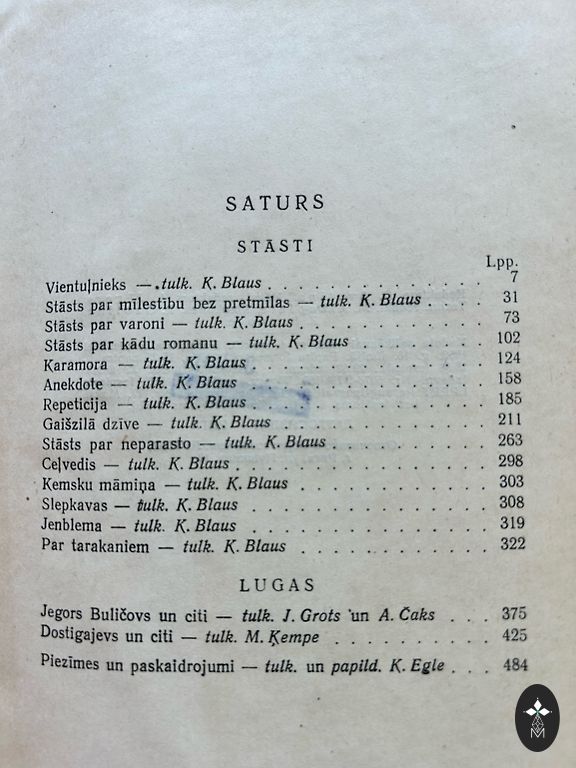 SATURS
STĀSTI
Lpp.
Vientuļnieks — tulk. K. Blaus . . . . . . . . . . . . . . 7
Stāsts par mīlestību bez pretmīlas — tulk. K. Blaus . . . . 31
Stāsts par varoni — tulk. K. Blaus . . . . . . . . . . . . 73
Stāsts par kādu romanu — tulk. K. Blaus . . . . . . . . . 102
Karamora — tulk. K. Blaus . . . . . . . . . . . . . . . 124
Anekdote — tulk. K. Blaus . . . . . . . . . . . . . . . 158
Repeticija — tulk. K. Blaus . . . . . . . . . . . . . . . 185
Gaišzilā dzīve — tulk. K. Blaus . . . . . . . . . . . . . 211
Stāsts par neparasto — tulk. K. Blaus . . . . . . . . . . 263
Ceļvedis — tulk. K. Blaus . . . . . . . . . . . . . . . 298
Kemsku māmiņa — tulk. K. Blaus . . . . . . . . . . . . 303
Slepkavas — tulk. K. Blaus . . . . . . . . . . . . . . 308
Jenblema — tulk. K. Blaus . . . . . . . . . . . . . . 319
Par tarakaniem — tulk. K. Blaus . . . . . . . . . . . . 322
LUGAS
Jegors Buličovs un citi — tulk. J. Grots un A. Čaks . . . 375
Dostigajevs un citi — tulk. M. Ķempe . . . . . . . . . . 425
Piezīmes un paskaidrojumi — tulk. un papild. K. Egle . . . 484